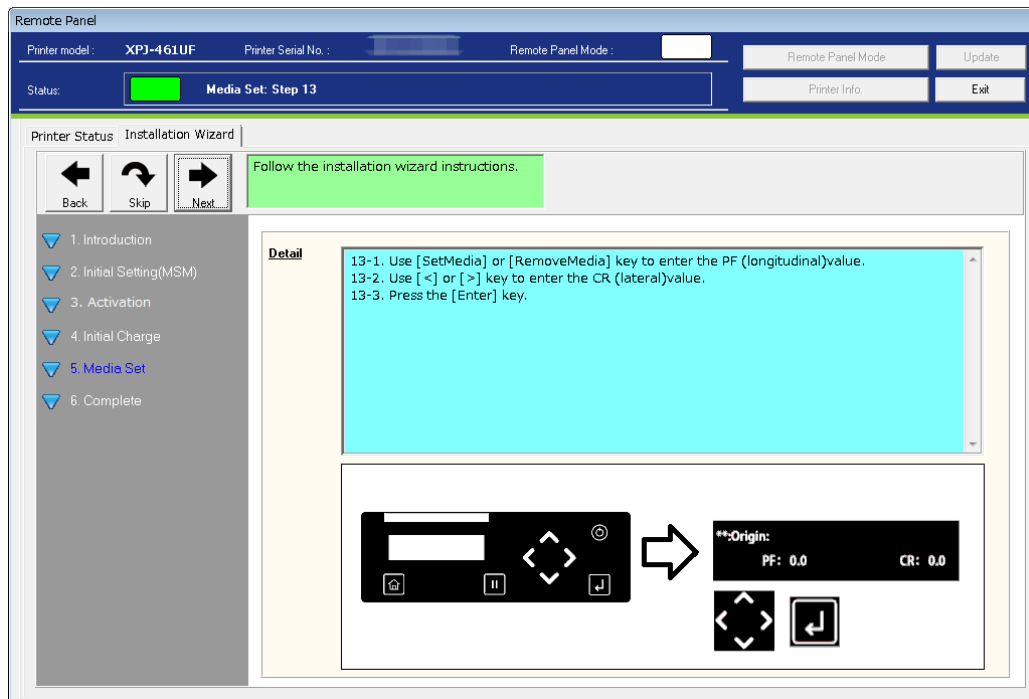 Remote Panel
Printer model : XPJ-461UF Printer Serial No. : Remote Panel Mode :
Remote Panel Mode Update
Status: Media Set: Step 13
Printer Info. Exit
Printer Status Installation Wizard
Back Skip Next
Follow the installation wizard instructions.
1. Introduction
2. Initial Setting(MSM)
3. Activation
4. Initial Charge
5. Media Set
6. Complete
Detail
13-1. Use [SetMedia] or [RemoveMedia] key to enter the PF (longitudinal)value.
13-2. Use [<] or [>] key to enter the CR (lateral)value.
13-3. Press the [Enter] key.
**:Origin:
PF: 0.0 CR: 0.0